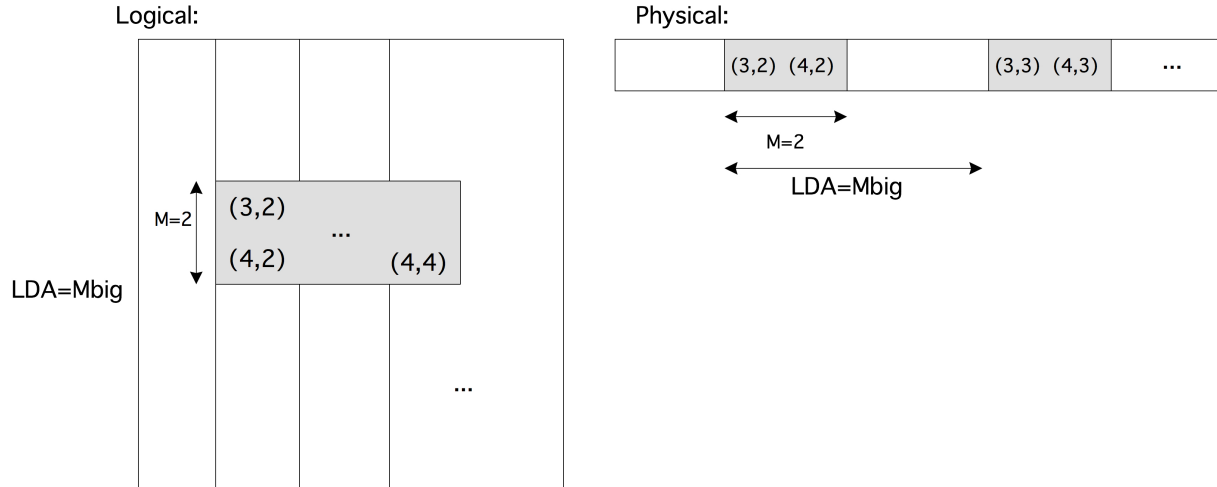 Logical:
(3,2)
...
M=2
(4,2)
(4,4)
LDA=Mbig
...
Physical:
(3,2) (4,2)
(3,3) (4,3)
...
M=2
LDA=Mbig